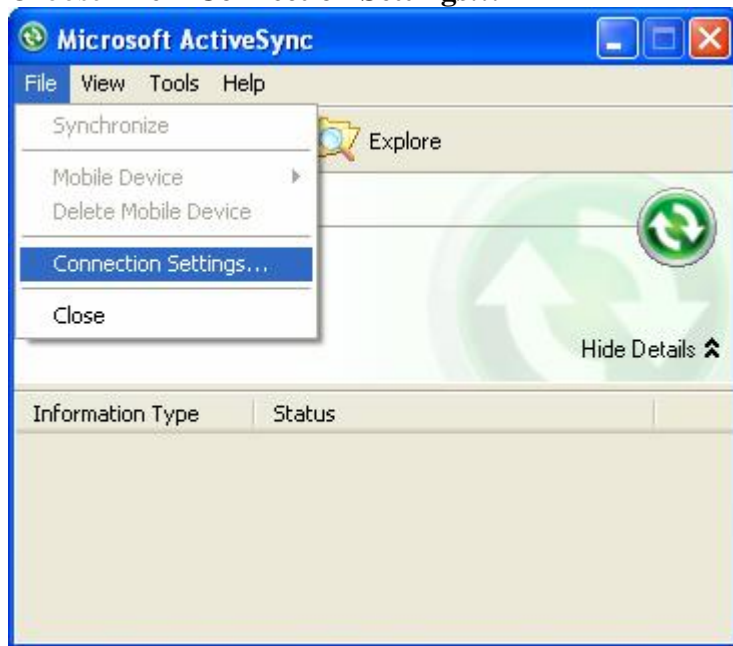 Microsoft ActiveSync
File View Tools Help
Synchronize
Explore
Mobile Device
Delete Mobile Device
Connection Settings...
Close
Hide Details
Information Type Status